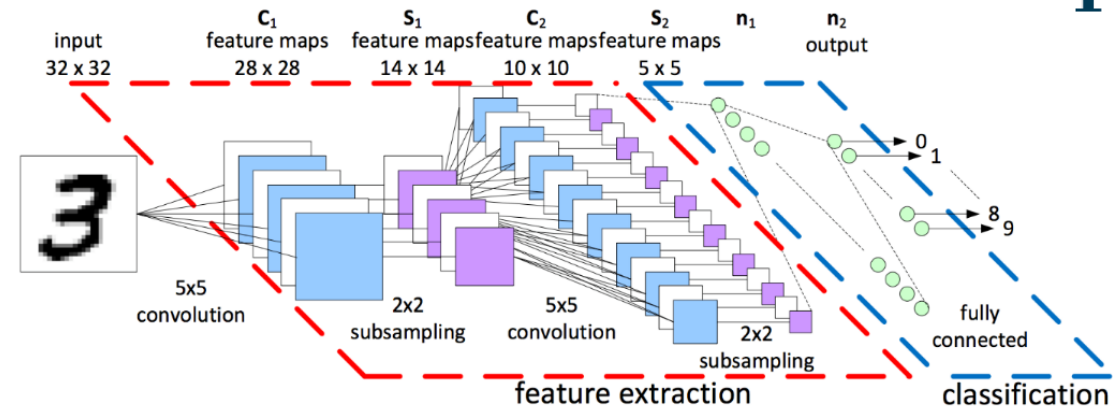 input
32 x 32
C₁
feature maps
28 x 28
S₁
feature maps
14 x 14
C₂
feature maps
10 x 10
S₂
feature maps
5 x 5
n₁
n₂
output
3
0
1
8
9
5x5
convolution
2x2
subsampling
5x5
convolution
2x2
subsampling
fully
connected
feature extraction
classification